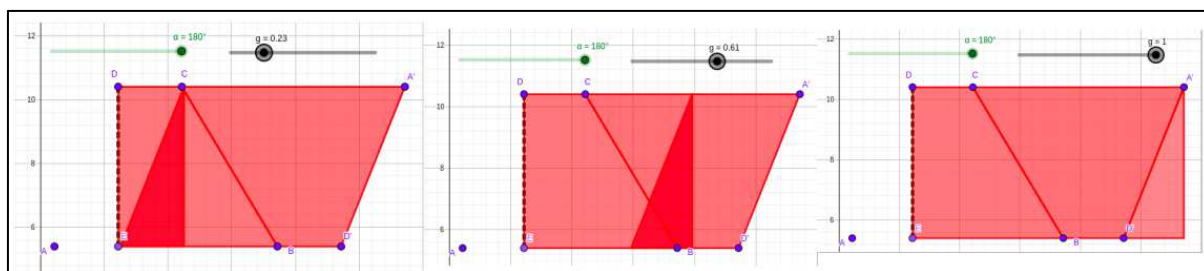 12
α = 180°
g = 0.23
D
C
A'
10
8
6
A
E
B
D'
12
α = 180°
g = 0.61
D
C
A'
10
8
6
A
E
B
D'
12
α = 180°
g = 1
D
C
A'
10
8
6
A
E
B
D'